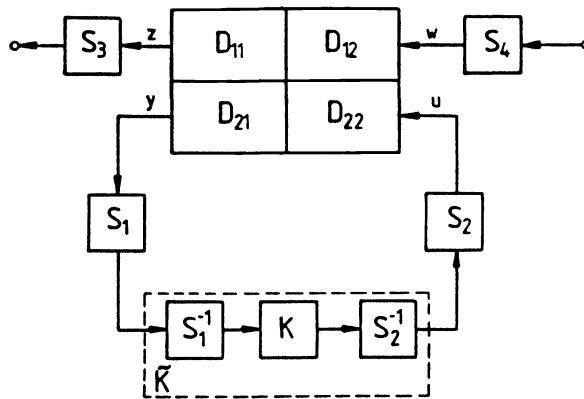 S₃ z D₁₁ D₁₂ w S₄
y D₂₁ D₂₂ u
S₁ S₂
S₁⁻¹ K S₂⁻¹
K̃